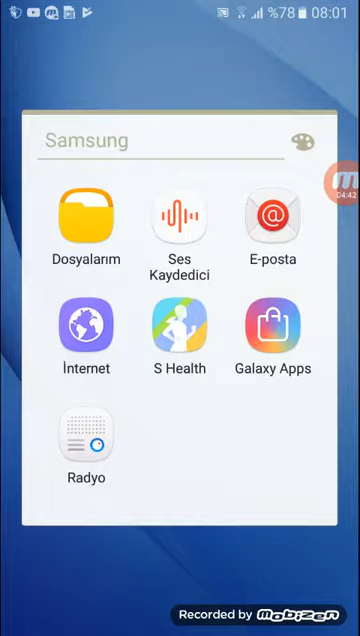 %78 08:01
Samsung
04:42
Dosyalarım
Ses
Kaydedici
E-posta
İnternet
S Health
Galaxy Apps
Radyo
Recorded by mobizen